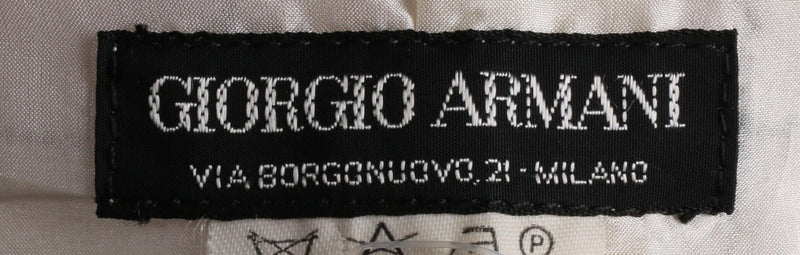 GIORGIO ARMANI
VIA BORGONUOVO, 21 · MILANO
P